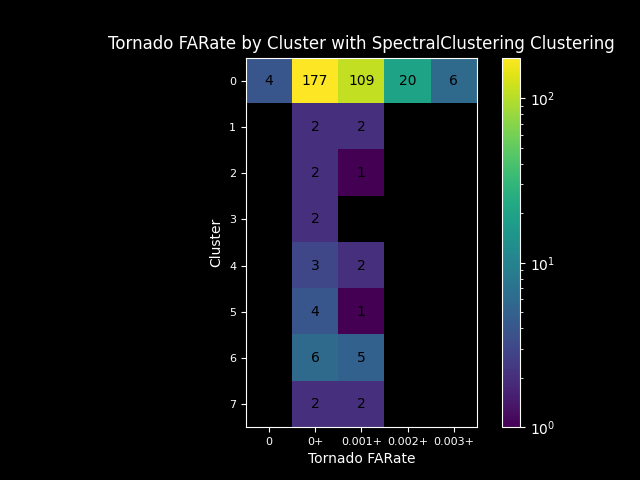 Tornado FARate by Cluster with SpectralClustering Clustering
0 4 177 109 20 6
1 2 2
2 2 1
3 2
4 3 2
5 4 1
6 6 5
7 2 2
Cluster
0 0+ 0.001+ 0.002+ 0.003+
Tornado FARate
10²
10¹
10⁰